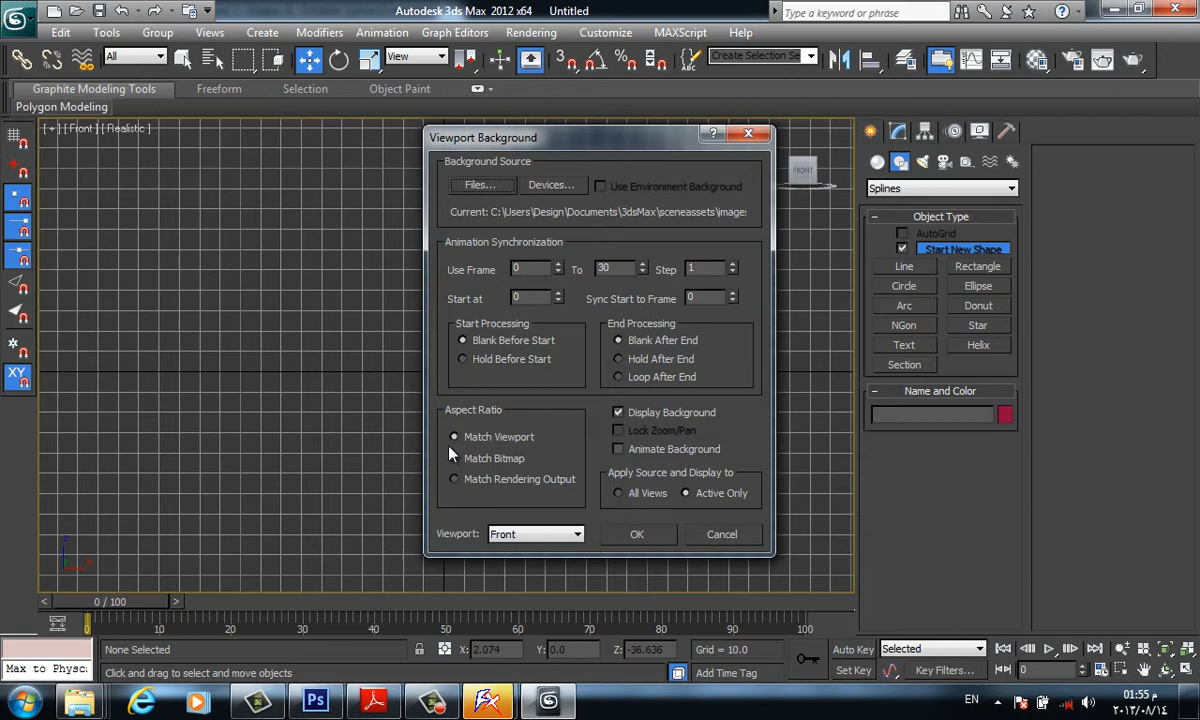 Autodesk 3ds Max 2012 x64 Untitled
Type a keyword or phrase
Edit Tools Group Views Create Modifiers Animation Graph Editors Rendering Customize MAXScript Help
All
View
3
Create Selection Se
Graphite Modeling Tools Freeform Selection Object Paint
Polygon Modeling
[ + ] [ Front ] [ Realistic ]
FRONT
Viewport Background
Background Source
Files... Devices... Use Environment Background
Current: C:\Users\Design\Documents\3dsMax\sceneassets\image:
Animation Synchronization
Use Frame 0 To 30 Step 1
Start at 0 Sync Start to Frame 0
Start Processing
Blank Before Start
Hold Before Start
End Processing
Blank After End
Hold After End
Loop After End
Aspect Ratio
Match Viewport
Match Bitmap
Match Rendering Output
Display Background
Lock Zoom/Pan
Animate Background
Apply Source and Display to
All Views Active Only
Viewport: Front OK Cancel
Splines
Object Type
AutoGrid
Start New Shape
Line Rectangle
Circle Ellipse
Arc Donut
NGon Star
Text Helix
Section
Name and Color
XY
z
x
0 / 100
0 10 20 30 40 50 60 70 80 90 100
None Selected X: 2.074 Y: 0.0 Z: -36.636 Grid = 10.0 Auto Key Selected
Max to Physc: Click and drag to select and move objects Add Time Tag Set Key Key Filters... 0
Ps
EN
٠١:٥٥ م
٢٠١٣/٠٨/١٤